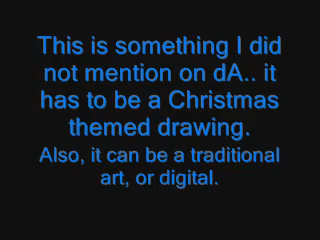 This is something I did
not mention on dA.. it
has to be a Christmas
themed drawing.
Also, it can be a traditional
art, or digital.